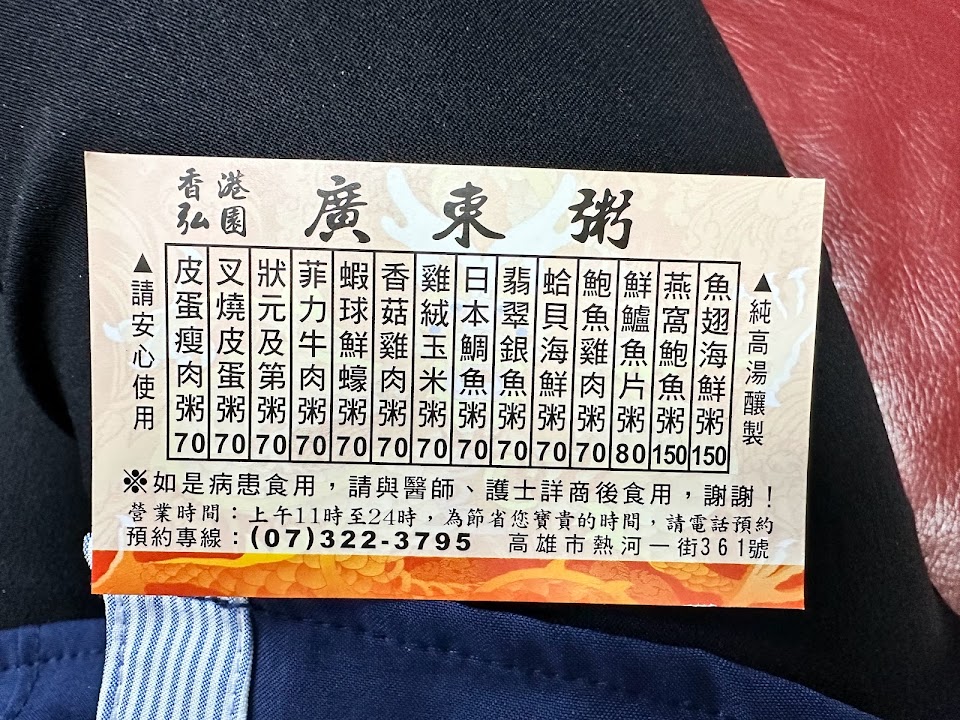 香港
弘園
廣東粥
▲純高湯釀製
魚翅海鮮粥150
燕窩鮑魚粥150
鮮鱸魚片粥80
鮑魚雞肉粥70
蛤貝海鮮粥70
翡翠銀魚粥70
日本鯛魚粥70
雞絨玉米粥70
香菇雞肉粥70
蝦球鮮蠔粥70
菲力牛肉粥70
狀元及第粥70
叉燒皮蛋粥70
皮蛋瘦肉粥70
▲請安心使用
※如是病患食用,請與醫師、護士詳商後食用,謝謝!
營業時間:上午11時至24時,為節省您寶貴的時間,請電話預約
預約專線:(07)322-3795 高雄市熱河一街361號